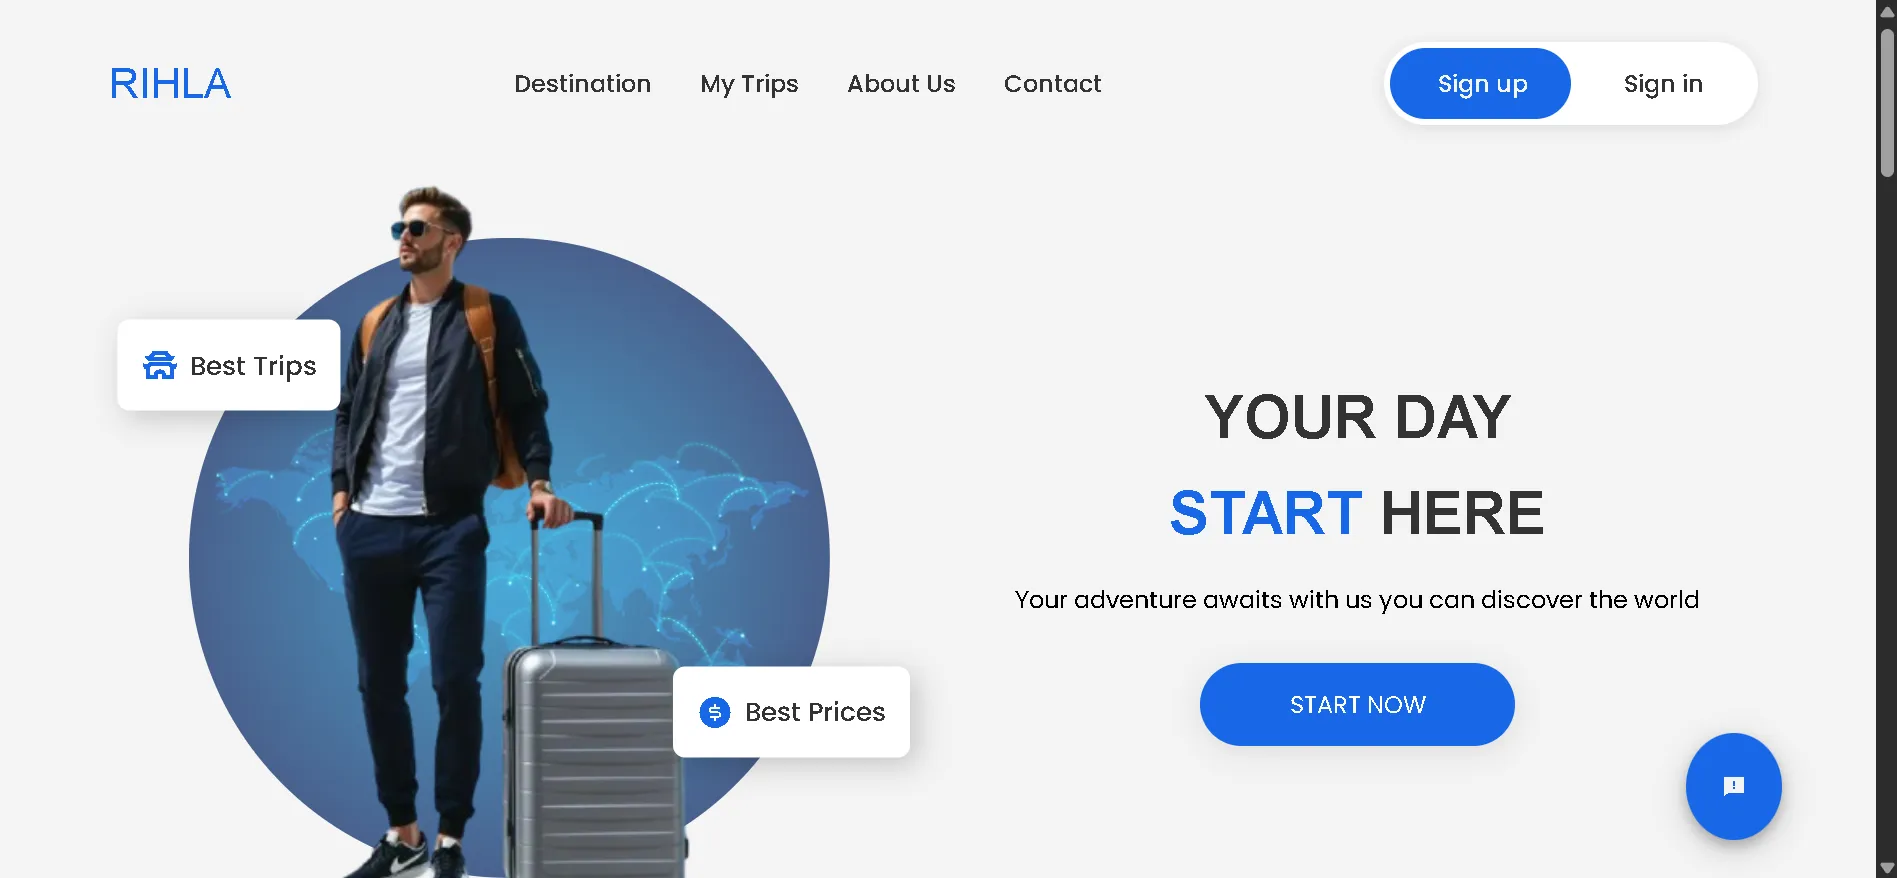 RIHLA
Destination
My Trips
About Us
Contact
Sign up
Sign in
Best Trips
Best Prices
YOUR DAY
START HERE
Your adventure awaits with us you can discover the world
START NOW